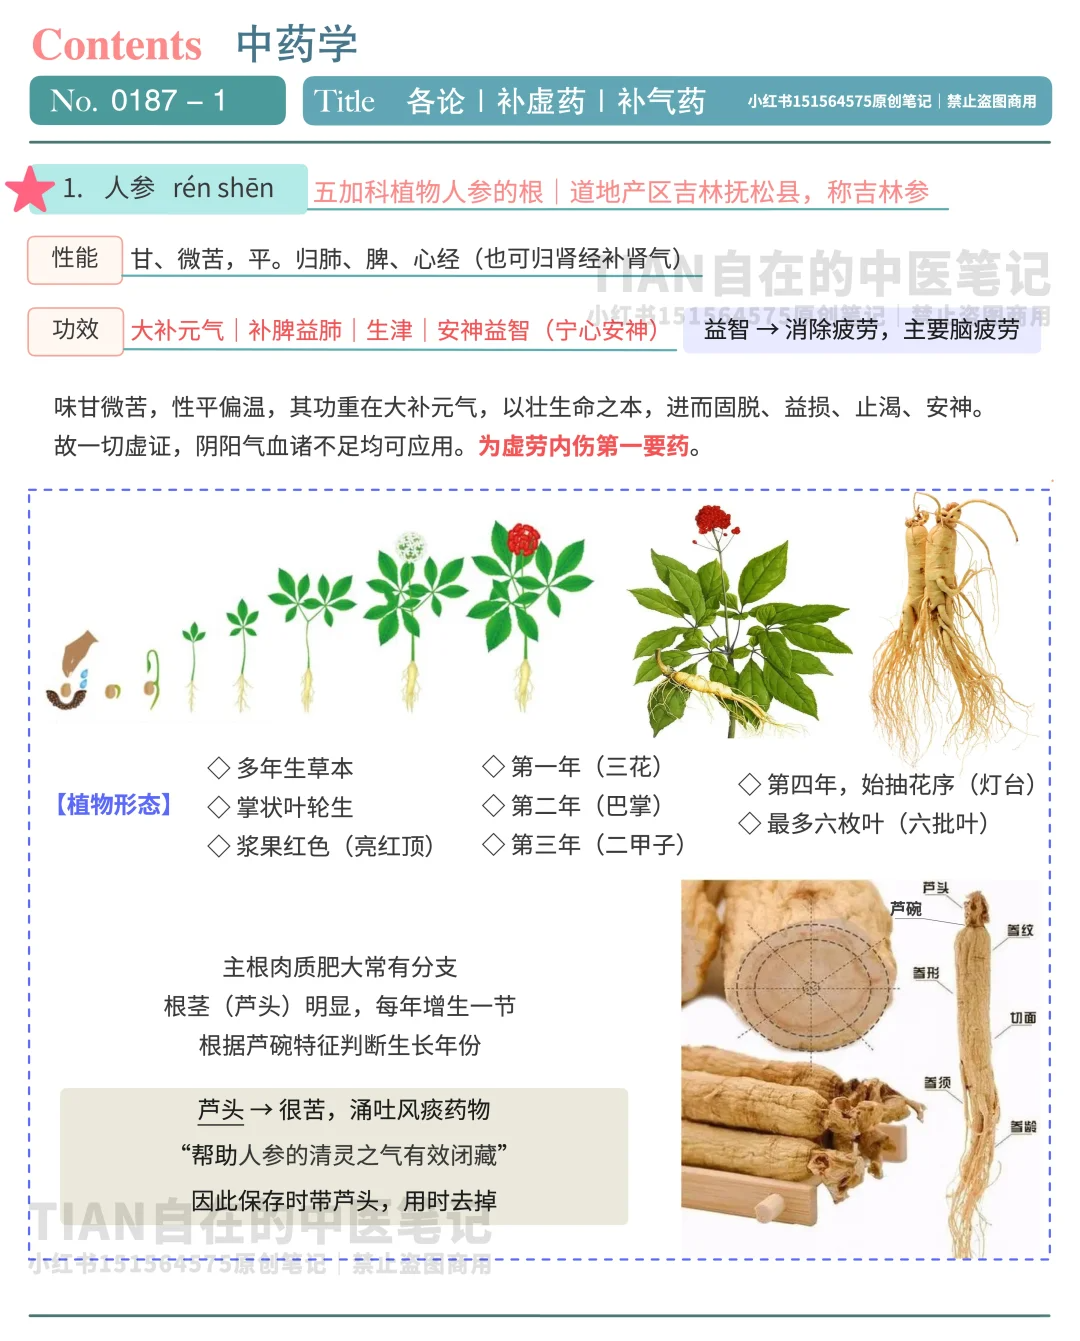 Contents 中药学
No. 0187 – 1
Title 各论 | 补虚药 | 补气药 小红书151564575原创笔记 | 禁止盗图商用
1. 人参 rén shēn 五加科植物人参的根 | 道地产区吉林抚松县，称吉林参
性能 甘、微苦，平。归肺、脾、心经（也可归肾经补肾气）
TIAN自在的中医笔记
小红书151564575原创笔记 | 禁止盗图商用
功效 大补元气 | 补脾益肺 | 生津 | 安神益智（宁心安神） 益智 → 消除疲劳，主要脑疲劳
味甘微苦，性平偏温，其功重在大补元气，以壮生命之本，进而固脱、益损、止渴、安神。
故一切虚证，阴阳气血诸不足均可应用。为虚劳内伤第一要药。
【植物形态】
◇ 多年生草本
◇ 掌状叶轮生
◇ 浆果红色（亮红顶）
◇ 第一年（三花）
◇ 第二年（巴掌）
◇ 第三年（二甲子）
◇ 第四年，始抽花序（灯台）
◇ 最多六枚叶（六批叶）
主根肉质肥大常有分支
根茎（芦头）明显，每年增生一节
根据芦碗特征判断生长年份
芦头 → 很苦，涌吐风痰药物
“帮助人参的清灵之气有效闭藏”
因此保存时带芦头，用时去掉
芦头
芦碗
参纹
参形
切面
参须
参龄
TIAN自在的中医笔记
小红书151564575原创笔记 | 禁止盗图商用